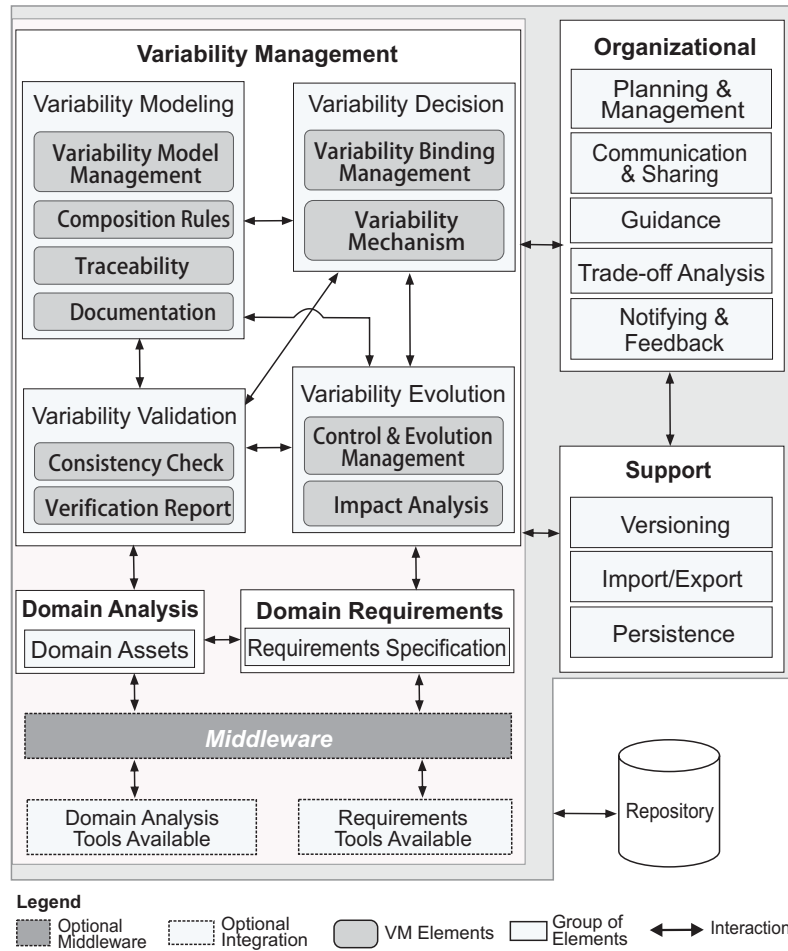 Variability Management
Variability Modeling
Variability Model
Management
Composition Rules
Traceability
Documentation
Variability Decision
Variability Binding
Management
Variability
Mechanism
Variability Validation
Consistency Check
Verification Report
Variability Evolution
Control & Evolution
Management
Impact Analysis
Organizational
Planning &
Management
Communication
& Sharing
Guidance
Trade-off Analysis
Notifying &
Feedback
Support
Versioning
Import/Export
Persistence
Domain Analysis
Domain Assets
Domain Requirements
Requirements Specification
Middleware
Domain Analysis
Tools Available
Requirements
Tools Available
Repository
Legend
Optional
Middleware
Optional
Integration
VM Elements
Group of
Elements
Interaction